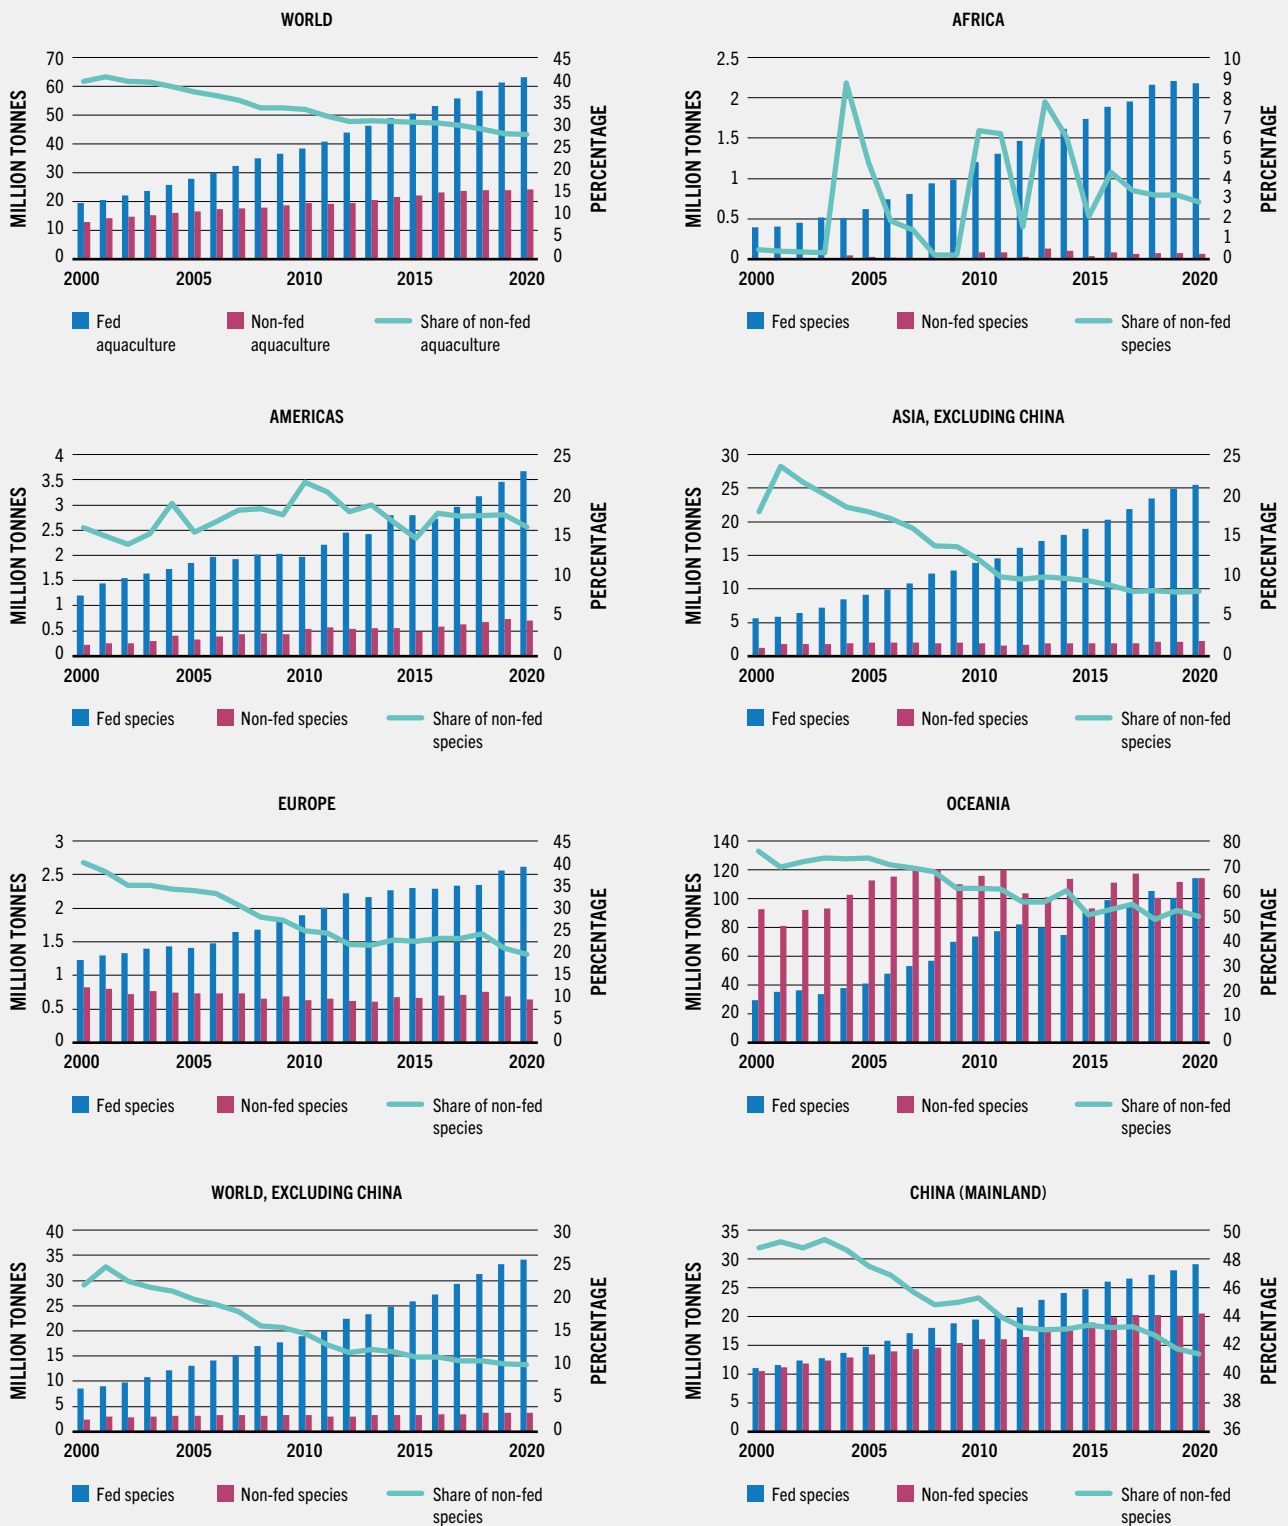 WORLD
MILLION TONNES
70
60
50
40
30
20
10
0
45
40
35
30
25
20
15
10
5
0
PERCENTAGE
2000 2005 2010 2015 2020
Fed aquaculture
Non-fed aquaculture
Share of non-fed aquaculture
AFRICA
MILLION TONNES
2.5
2
1.5
1
0.5
0
10
9
8
7
6
5
4
3
2
1
0
PERCENTAGE
2000 2005 2010 2015 2020
Fed species
Non-fed species
Share of non-fed species
AMERICAS
MILLION TONNES
4
3.5
3
2.5
2
1.5
1
0.5
0
25
20
15
10
5
0
PERCENTAGE
2000 2005 2010 2015 2020
Fed species
Non-fed species
Share of non-fed species
ASIA, EXCLUDING CHINA
MILLION TONNES
30
25
20
15
10
5
0
25
20
15
10
5
0
PERCENTAGE
2000 2005 2010 2015 2020
Fed species
Non-fed species
Share of non-fed species
EUROPE
MILLION TONNES
3
2.5
2
1.5
1
0.5
0
45
40
35
30
25
20
15
10
5
0
PERCENTAGE
2000 2005 2010 2015 2020
Fed species
Non-fed species
Share of non-fed species
OCEANIA
MILLION TONNES
140
120
100
80
60
40
20
0
80
70
60
50
40
30
20
10
0
PERCENTAGE
2000 2005 2010 2015 2020
Fed species
Non-fed species
Share of non-fed species
WORLD, EXCLUDING CHINA
MILLION TONNES
40
35
30
25
20
15
10
5
0
30
25
20
15
10
5
0
PERCENTAGE
2000 2005 2010 2015 2020
Fed species
Non-fed species
Share of non-fed species
CHINA (MAINLAND)
MILLION TONNES
35
30
25
20
15
10
5
0
50
48
46
44
42
40
38
36
PERCENTAGE
2000 2005 2010 2015 2020
Fed species
Non-fed species
Share of non-fed species